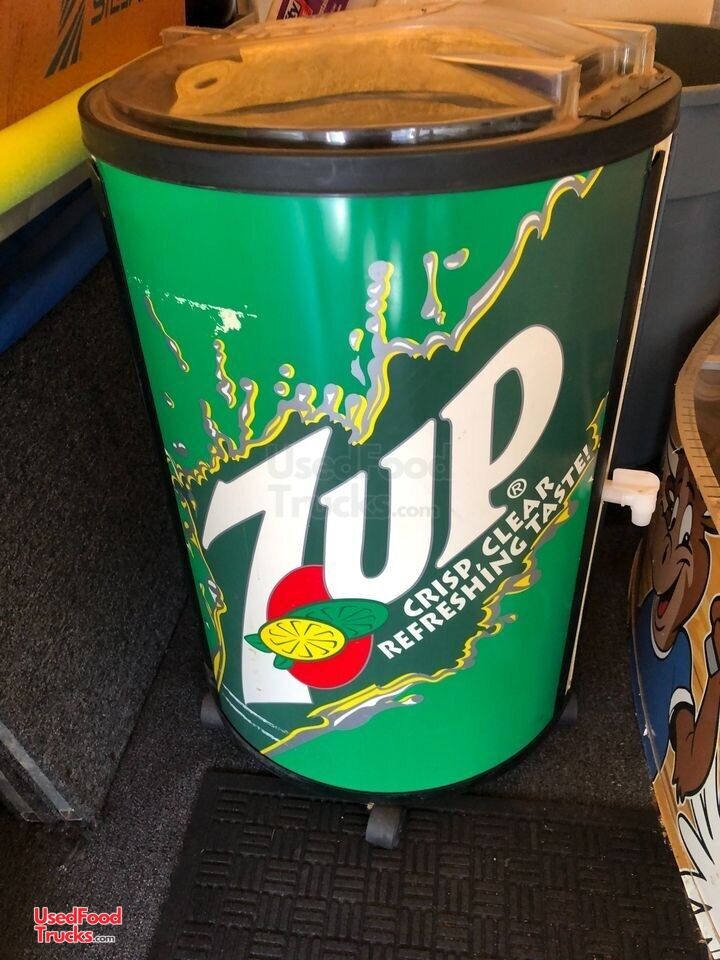 7UP®
CRISP, CLEAR
REFRESHING TASTE!
UsedFood
Trucks.com
UsedFood
Trucks.com